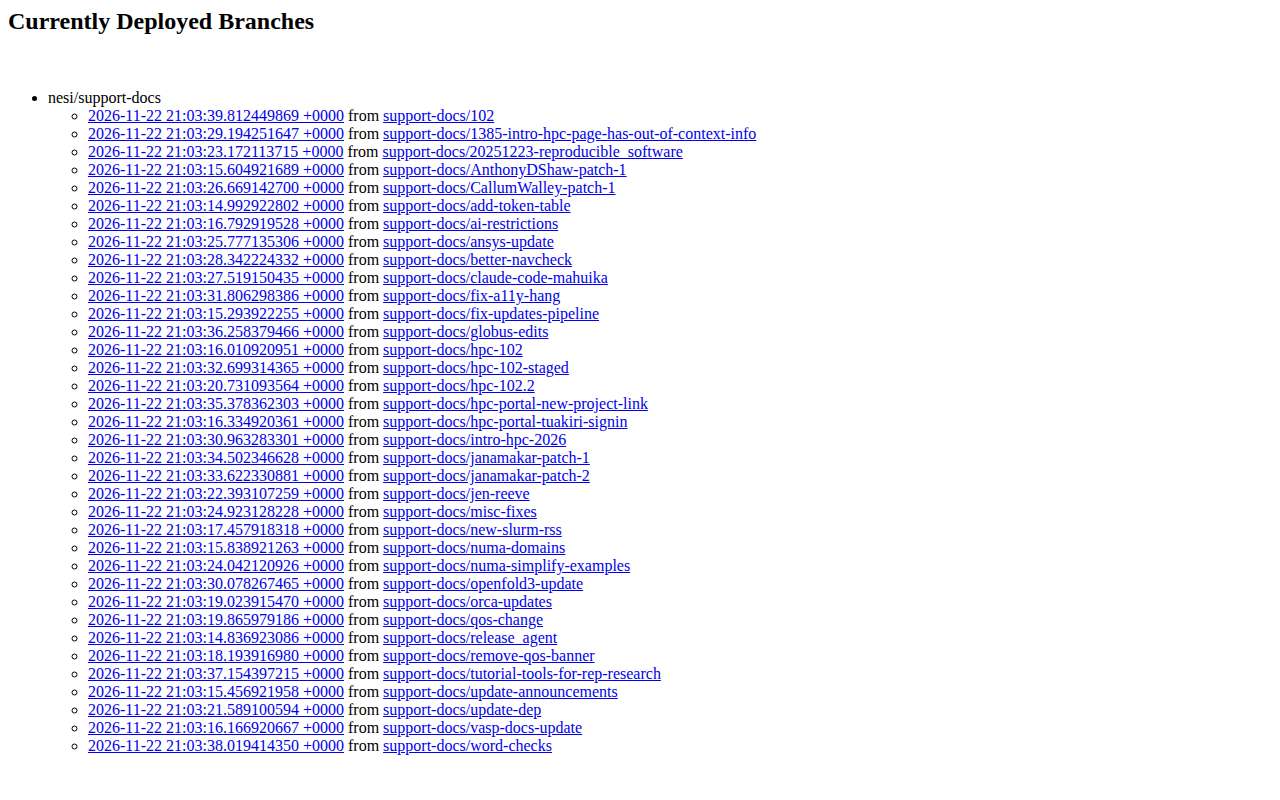 Currently Deployed Branches
nesi/support-docs
2026-11-22 21:03:39.812449869 +0000 from support-docs/102
2026-11-22 21:03:29.194251647 +0000 from support-docs/1385-intro-hpc-page-has-out-of-context-info
2026-11-22 21:03:23.172113715 +0000 from support-docs/20251223-reproducible_software
2026-11-22 21:03:15.604921689 +0000 from support-docs/AnthonyDShaw-patch-1
2026-11-22 21:03:26.669142700 +0000 from support-docs/CallumWalley-patch-1
2026-11-22 21:03:14.992922802 +0000 from support-docs/add-token-table
2026-11-22 21:03:16.792919528 +0000 from support-docs/ai-restrictions
2026-11-22 21:03:25.777135306 +0000 from support-docs/ansys-update
2026-11-22 21:03:28.342224332 +0000 from support-docs/better-navcheck
2026-11-22 21:03:27.519150435 +0000 from support-docs/claude-code-mahuika
2026-11-22 21:03:31.806298386 +0000 from support-docs/fix-a11y-hang
2026-11-22 21:03:15.293922255 +0000 from support-docs/fix-updates-pipeline
2026-11-22 21:03:36.258379466 +0000 from support-docs/globus-edits
2026-11-22 21:03:16.010920951 +0000 from support-docs/hpc-102
2026-11-22 21:03:32.699314365 +0000 from support-docs/hpc-102-staged
2026-11-22 21:03:20.731093564 +0000 from support-docs/hpc-102.2
2026-11-22 21:03:35.378362303 +0000 from support-docs/hpc-portal-new-project-link
2026-11-22 21:03:16.334920361 +0000 from support-docs/hpc-portal-tuakiri-signin
2026-11-22 21:03:30.963283301 +0000 from support-docs/intro-hpc-2026
2026-11-22 21:03:34.502346628 +0000 from support-docs/janamakar-patch-1
2026-11-22 21:03:33.622330881 +0000 from support-docs/janamakar-patch-2
2026-11-22 21:03:22.393107259 +0000 from support-docs/jen-reeve
2026-11-22 21:03:24.923128228 +0000 from support-docs/misc-fixes
2026-11-22 21:03:17.457918318 +0000 from support-docs/new-slurm-rss
2026-11-22 21:03:15.838921263 +0000 from support-docs/numa-domains
2026-11-22 21:03:24.042120926 +0000 from support-docs/numa-simplify-examples
2026-11-22 21:03:30.078267465 +0000 from support-docs/openfold3-update
2026-11-22 21:03:19.023915470 +0000 from support-docs/orca-updates
2026-11-22 21:03:19.865979186 +0000 from support-docs/qos-change
2026-11-22 21:03:14.836923086 +0000 from support-docs/release_agent
2026-11-22 21:03:18.193916980 +0000 from support-docs/remove-qos-banner
2026-11-22 21:03:37.154397215 +0000 from support-docs/tutorial-tools-for-rep-research
2026-11-22 21:03:15.456921958 +0000 from support-docs/update-announcements
2026-11-22 21:03:21.589100594 +0000 from support-docs/update-dep
2026-11-22 21:03:16.166920667 +0000 from support-docs/vasp-docs-update
2026-11-22 21:03:38.019414350 +0000 from support-docs/word-checks